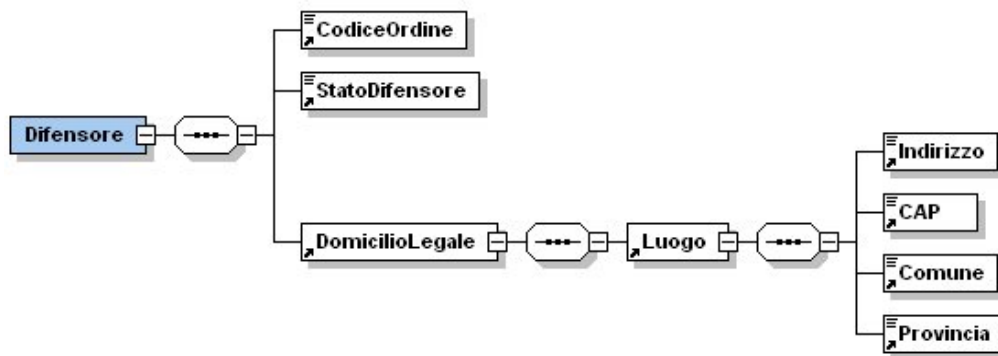 CodiceOrdine
StatoDifensore
Difensore
DomicilioLegale
Luogo
Indirizzo
CAP
Comune
Provincia